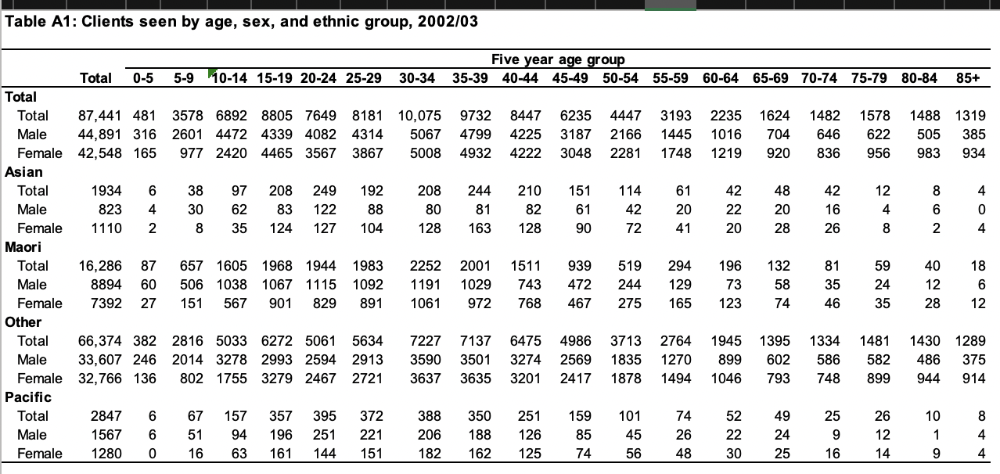 Table A1: Clients seen by age, sex, and ethnic group, 2002/03
Five year age group
Total 0-5 5-9 10-14 15-19 20-24 25-29 30-34 35-39 40-44 45-49 50-54 55-59 60-64 65-69 70-74 75-79 80-84 85+
Total
Total 87,441 481 3578 6892 8805 7649 8181 10,075 9732 8447 6235 4447 3193 2235 1624 1482 1578 1488 1319
Male 44,891 316 2601 4472 4339 4082 4314 5067 4799 4225 3187 2166 1445 1016 704 646 622 505 385
Female 42,548 165 977 2420 4465 3567 3867 5008 4932 4222 3048 2281 1748 1219 920 836 956 983 934
Asian
Total 1934 6 38 97 208 249 192 208 244 210 151 114 61 42 48 42 12 8 4
Male 823 4 30 62 83 122 88 80 81 82 61 42 20 22 20 16 4 6 0
Female 1110 2 8 35 124 127 104 128 163 128 90 72 41 20 28 26 8 2 4
Maori
Total 16,286 87 657 1605 1968 1944 1983 2252 2001 1511 939 519 294 196 132 81 59 40 18
Male 8894 60 506 1038 1067 1115 1092 1191 1029 743 472 244 129 73 58 35 24 12 6
Female 7392 27 151 567 901 829 891 1061 972 768 467 275 165 123 74 46 35 28 12
Other
Total 66,374 382 2816 5033 6272 5061 5634 7227 7137 6475 4986 3713 2764 1945 1395 1334 1481 1430 1289
Male 33,607 246 2014 3278 2993 2594 2913 3590 3501 3274 2569 1835 1270 899 602 586 582 486 375
Female 32,766 136 802 1755 3279 2467 2721 3637 3635 3201 2417 1878 1494 1046 793 748 899 944 914
Pacific
Total 2847 6 67 157 357 395 372 388 350 251 159 101 74 52 49 25 26 10 8
Male 1567 6 51 94 196 251 221 206 188 126 85 45 26 22 24 9 12 1 4
Female 1280 0 16 63 161 144 151 182 162 125 74 56 48 30 25 16 14 9 4